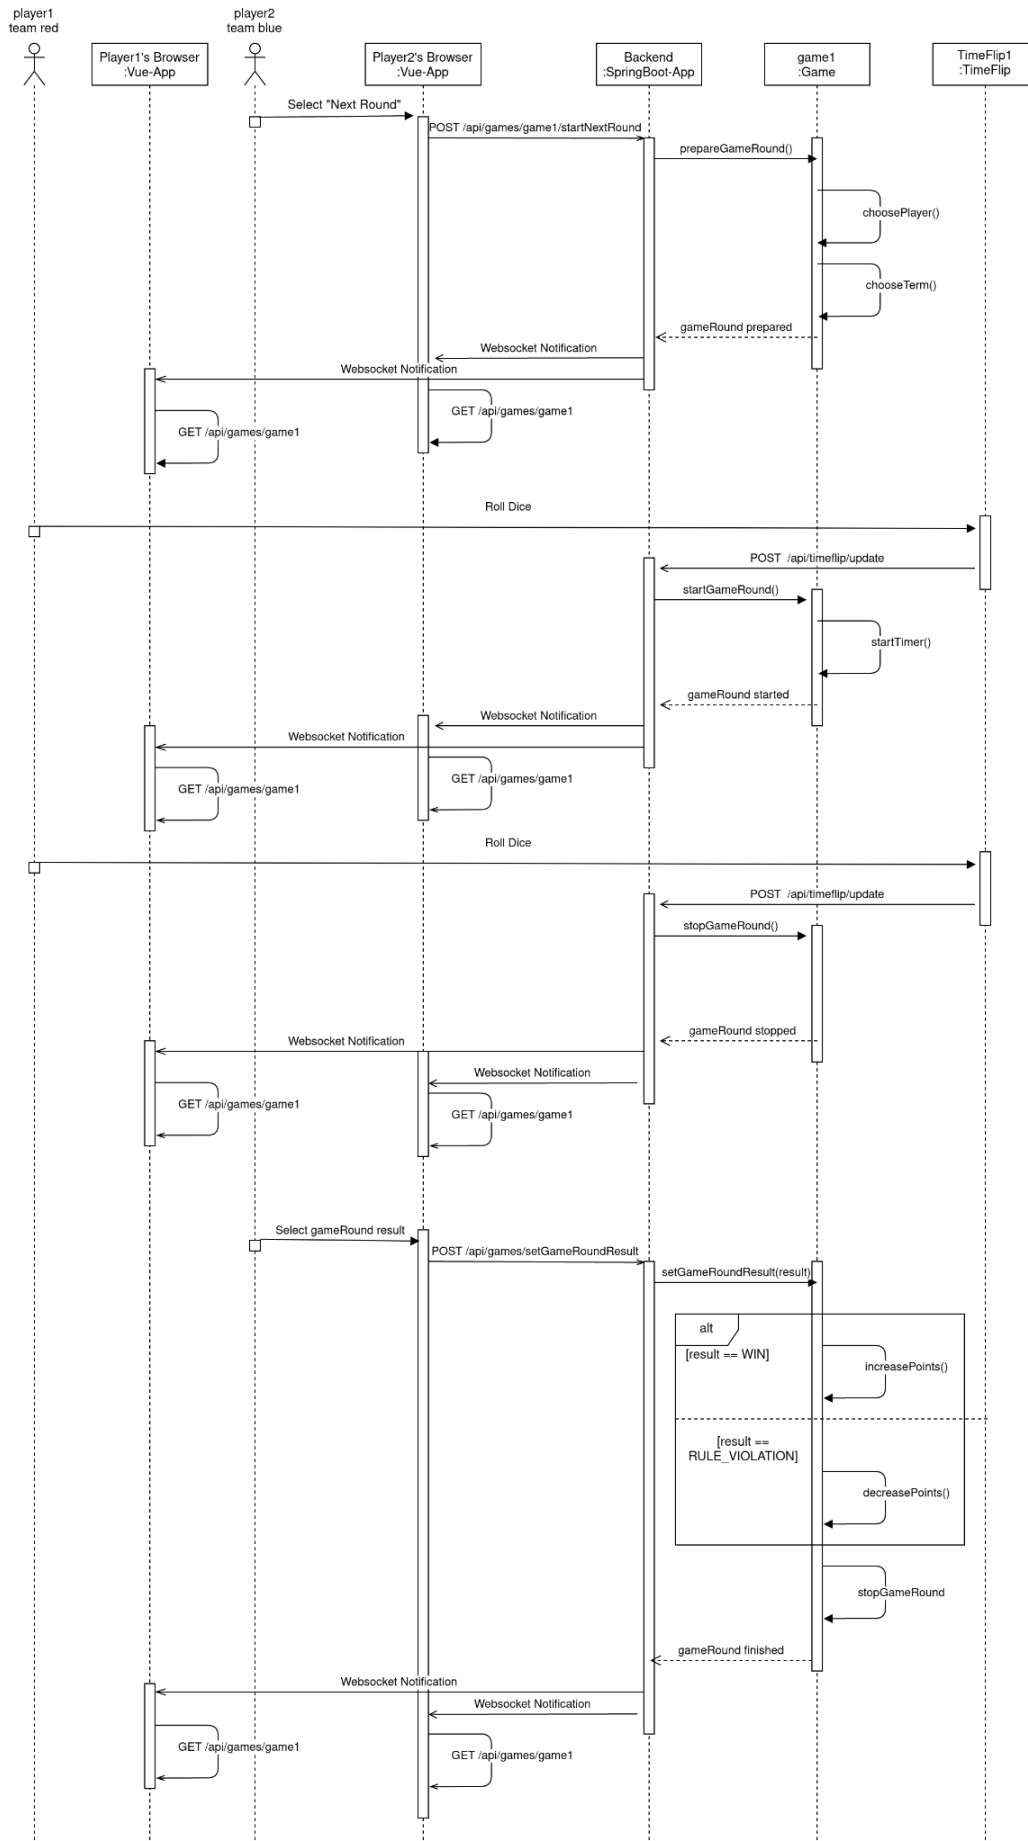 player1
team red
player2
team blue
Player1's Browser
:Vue-App
Player2's Browser
:Vue-App
Backend
:SpringBoot-App
game1
:Game
TimeFlip1
:TimeFlip
Select "Next Round"
POST /api/games/game1/startNextRound
prepareGameRound()
choosePlayer()
chooseTerm()
gameRound prepared
Websocket Notification
Websocket Notification
GET /api/games/game1
GET /api/games/game1
Roll Dice
POST /api/timeflip/update
startGameRound()
startTimer()
gameRound started
Websocket Notification
Websocket Notification
GET /api/games/game1
GET /api/games/game1
Roll Dice
POST /api/timeflip/update
stopGameRound()
gameRound stopped
Websocket Notification
Websocket Notification
GET /api/games/game1
GET /api/games/game1
Select gameRound result
POST /api/games/setGameRoundResult
setGameRoundResult(result)
alt
[result == WIN]
increasePoints()
[result ==
RULE_VIOLATION]
decreasePoints()
stopGameRound
gameRound finished
Websocket Notification
Websocket Notification
GET /api/games/game1
GET /api/games/game1